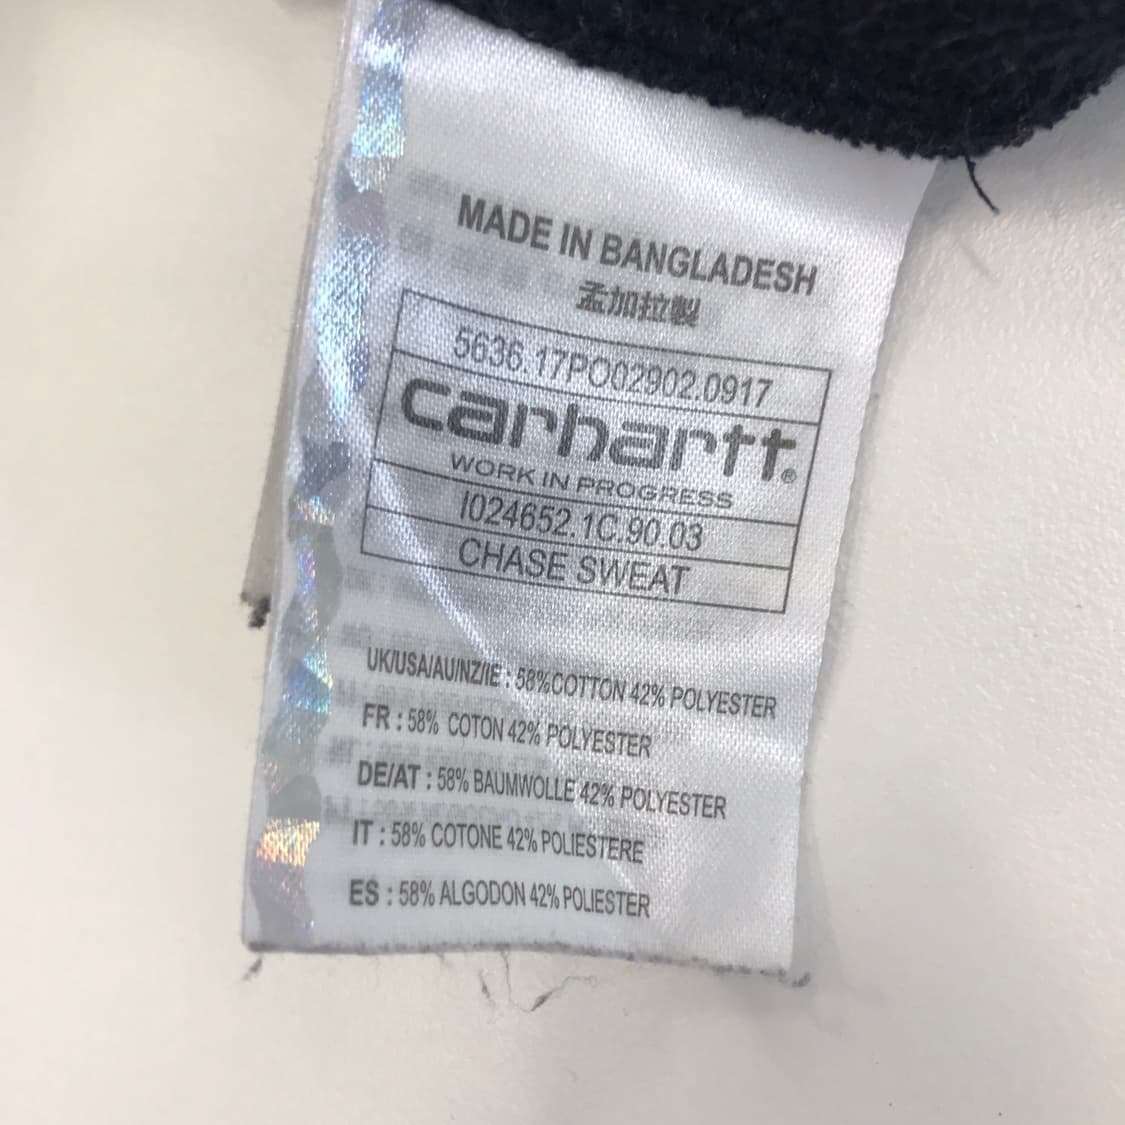 MADE IN BANGLADESH
孟加拉製
5636.17PO02902.0917
carhartt®
WORK IN PROGRESS
I024652.1C.90.03
CHASE SWEAT
UK/USA/AU/NZ/IE : 58%COTTON 42% POLYESTER
FR : 58% COTON 42% POLYESTER
DE/AT : 58% BAUMWOLLE 42% POLYESTER
IT : 58% COTONE 42% POLIESTERE
ES : 58% ALGODON 42% POLIESTER